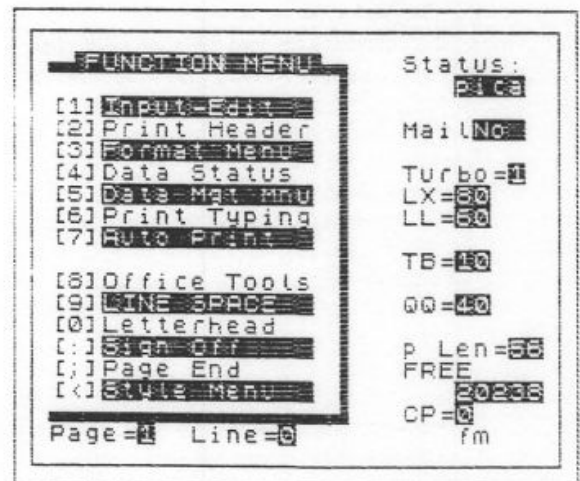 FUNCTION MENU
[1] Input-Edit
[2] Print Header
[3] Format Menu
[4] Data Status
[5] Data Mgt Mnu
[6] Print Typing
[7] Auto Print
[8] Office Tools
[9] LINE SPACE
[0] Letterhead
[:] Sign Off
[;] Page End
[<] Style Menu
Page=1 Line=0
Status:
pica
Mail No
Turbo=1
LX=80
LL=60
TB=10
QQ=40
p Len=56
FREE
20238
CP=0
fm